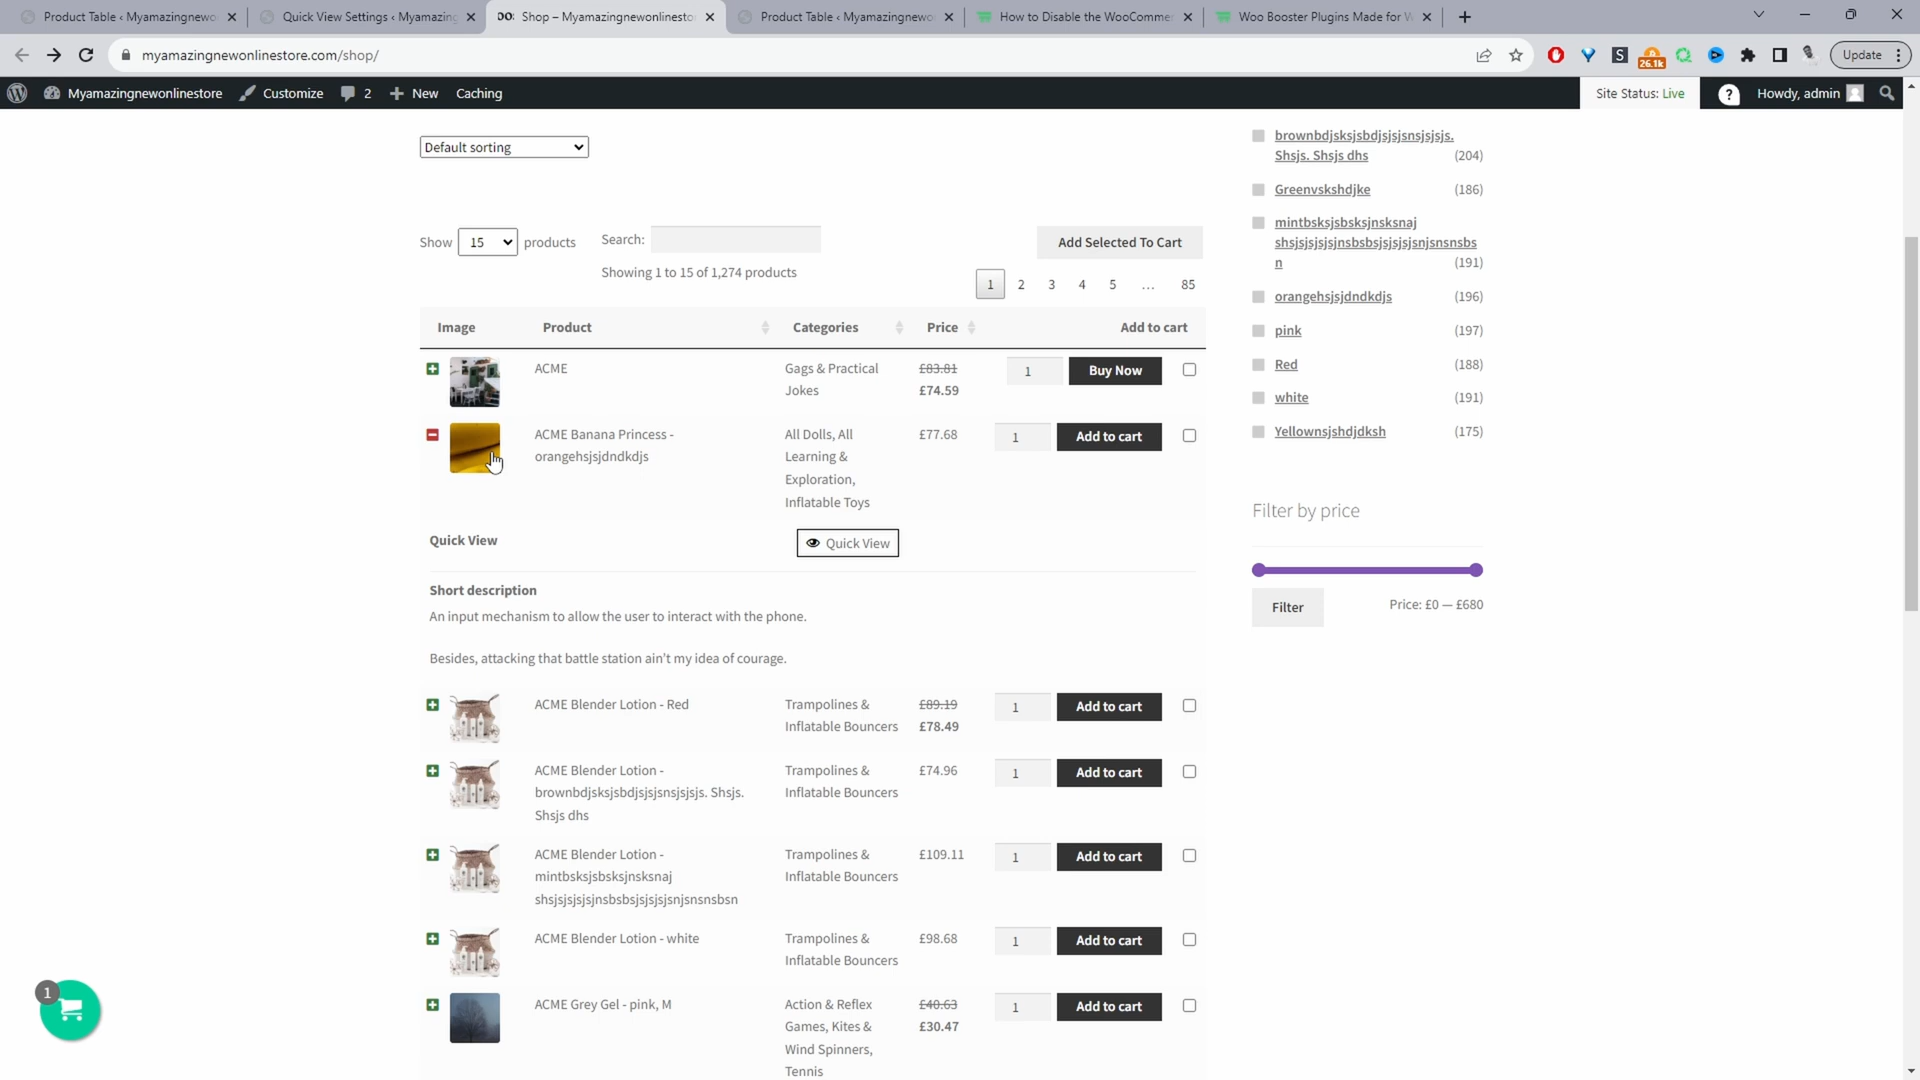 Product Table ‹ Myamazingnewo
Quick View Settings ‹ Myamazing
Shop – Myamazingnewonlinesto
Product Table ‹ Myamazingnewo
How to Disable the WooCommer
Woo Booster Plugins Made for W
myamazingnewonlinestore.com/shop/
26.1k
Update
Myamazingnewonlinestore
Customize
2
New
Caching
Site Status: Live
Howdy, admin
Default sorting
Show 15 products
Search:
Showing 1 to 15 of 1,274 products
Add Selected To Cart
1 2 3 4 5 … 85
Image Product Categories Price Add to cart
ACME
Gags & Practical
Jokes
£83.81
£74.59
1
Buy Now
ACME Banana Princess -
orangehsjsjdndkdjs
All Dolls, All
Learning &
Exploration,
Inflatable Toys
£77.68
1
Add to cart
Quick View
Quick View
Short description
An input mechanism to allow the user to interact with the phone.
Besides, attacking that battle station ain’t my idea of courage.
ACME Blender Lotion - Red
Trampolines &
Inflatable Bouncers
£89.19
£78.49
1
Add to cart
ACME Blender Lotion -
brownbdjsksjsbdjsjsjsnsjsjsjs. Shsjs.
Shsjs dhs
Trampolines &
Inflatable Bouncers
£74.96
1
Add to cart
ACME Blender Lotion -
mintbsksjsbsksjnsksnaj
shsjsjsjsjsjnsbsbsjsjsjsjsnjsnsnsbsn
Trampolines &
Inflatable Bouncers
£109.11
1
Add to cart
ACME Blender Lotion - white
Trampolines &
Inflatable Bouncers
£98.68
1
Add to cart
ACME Grey Gel - pink, M
Action & Reflex
Games, Kites &
Wind Spinners,
Tennis
£40.63
£30.47
1
Add to cart
brownbdjsksjsbdjsjsjsnsjsjsjs.
Shsjs. Shsjs dhs (204)
Greenvskshdjke (186)
mintbsksjsbsksjnsksnaj
shsjsjsjsjsjnsbsbsjsjsjsjsnjsnsnsbs
n (191)
orangehsjsjdndkdjs (196)
pink (197)
Red (188)
white (191)
Yellownsjshdjdksh (175)
Filter by price
Filter
Price: £0 — £680
1